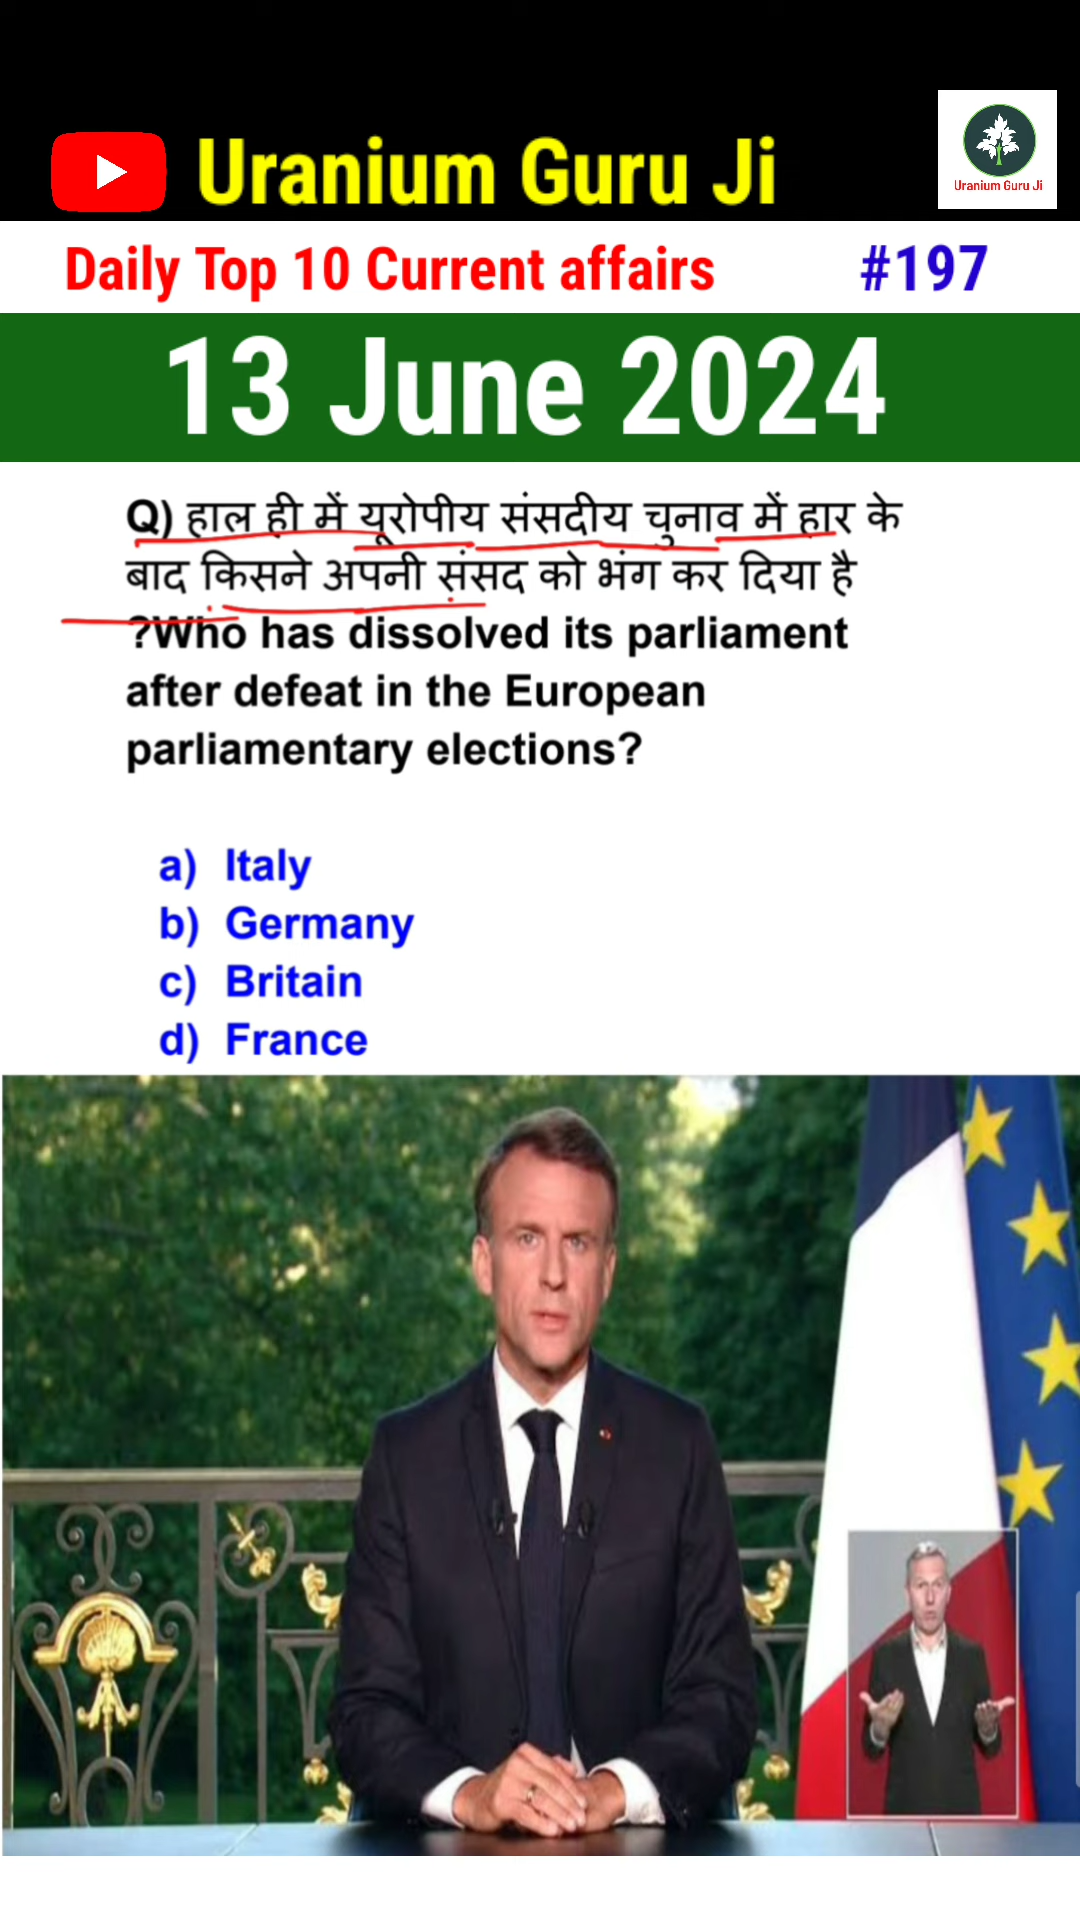 Uranium Guru Ji
Uranium Guru Ji
Daily Top 10 Current affairs #197
13 June 2024
Q) हाल ही में यूरोपीय संसदीय चुनाव में हार के
बाद किसने अपनी संसद को भंग कर दिया है
?Who has dissolved its parliament
after defeat in the European
parliamentary elections?
a) Italy
b) Germany
c) Britain
d) France